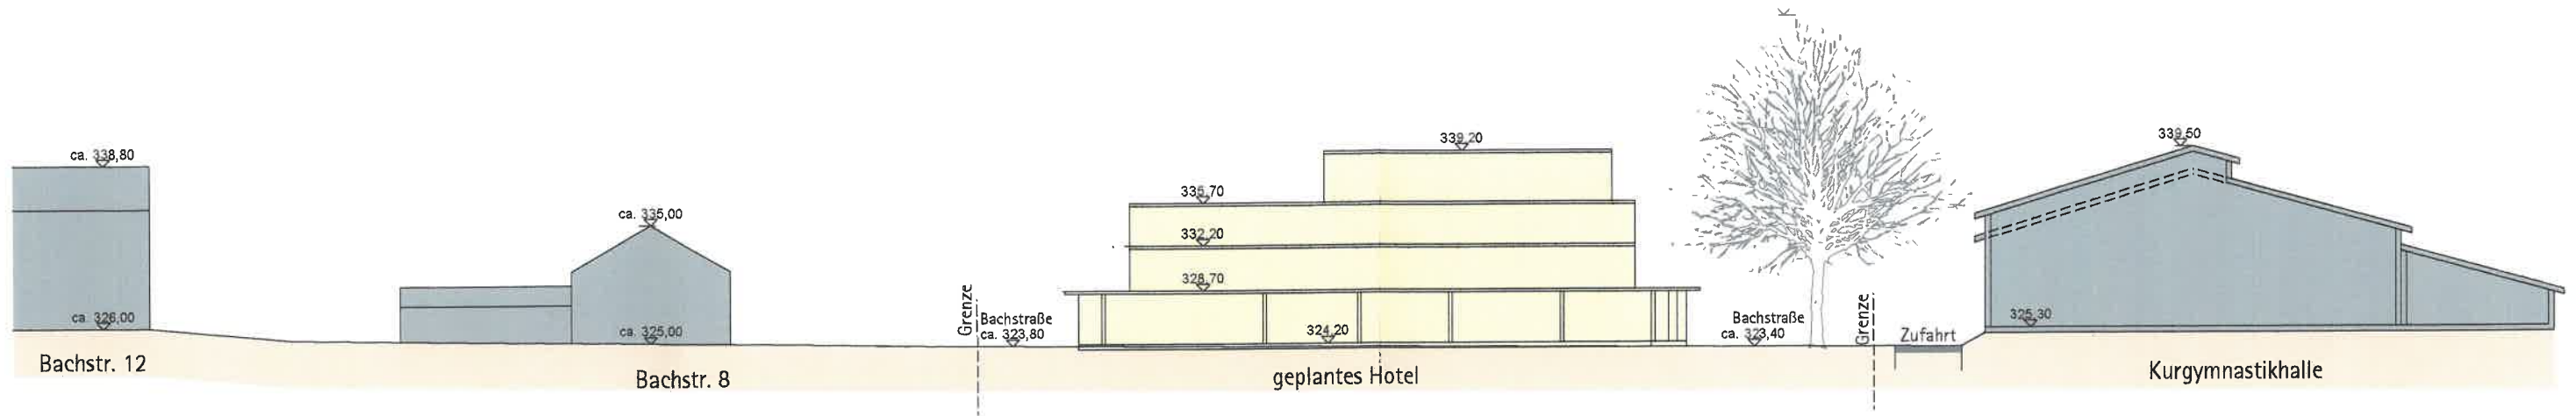 ca. 338,80
ca. 326,00
Bachstr. 12
ca. 335,00
ca. 325,00
Bachstr. 8
Grenze
Bachstraße
ca. 323,80
339,20
335,70
332,20
328,70
324,20
geplantes Hotel
Bachstraße
ca. 323,40
Grenze
Zufahrt
339,50
325,30
Kurgymnastikhalle